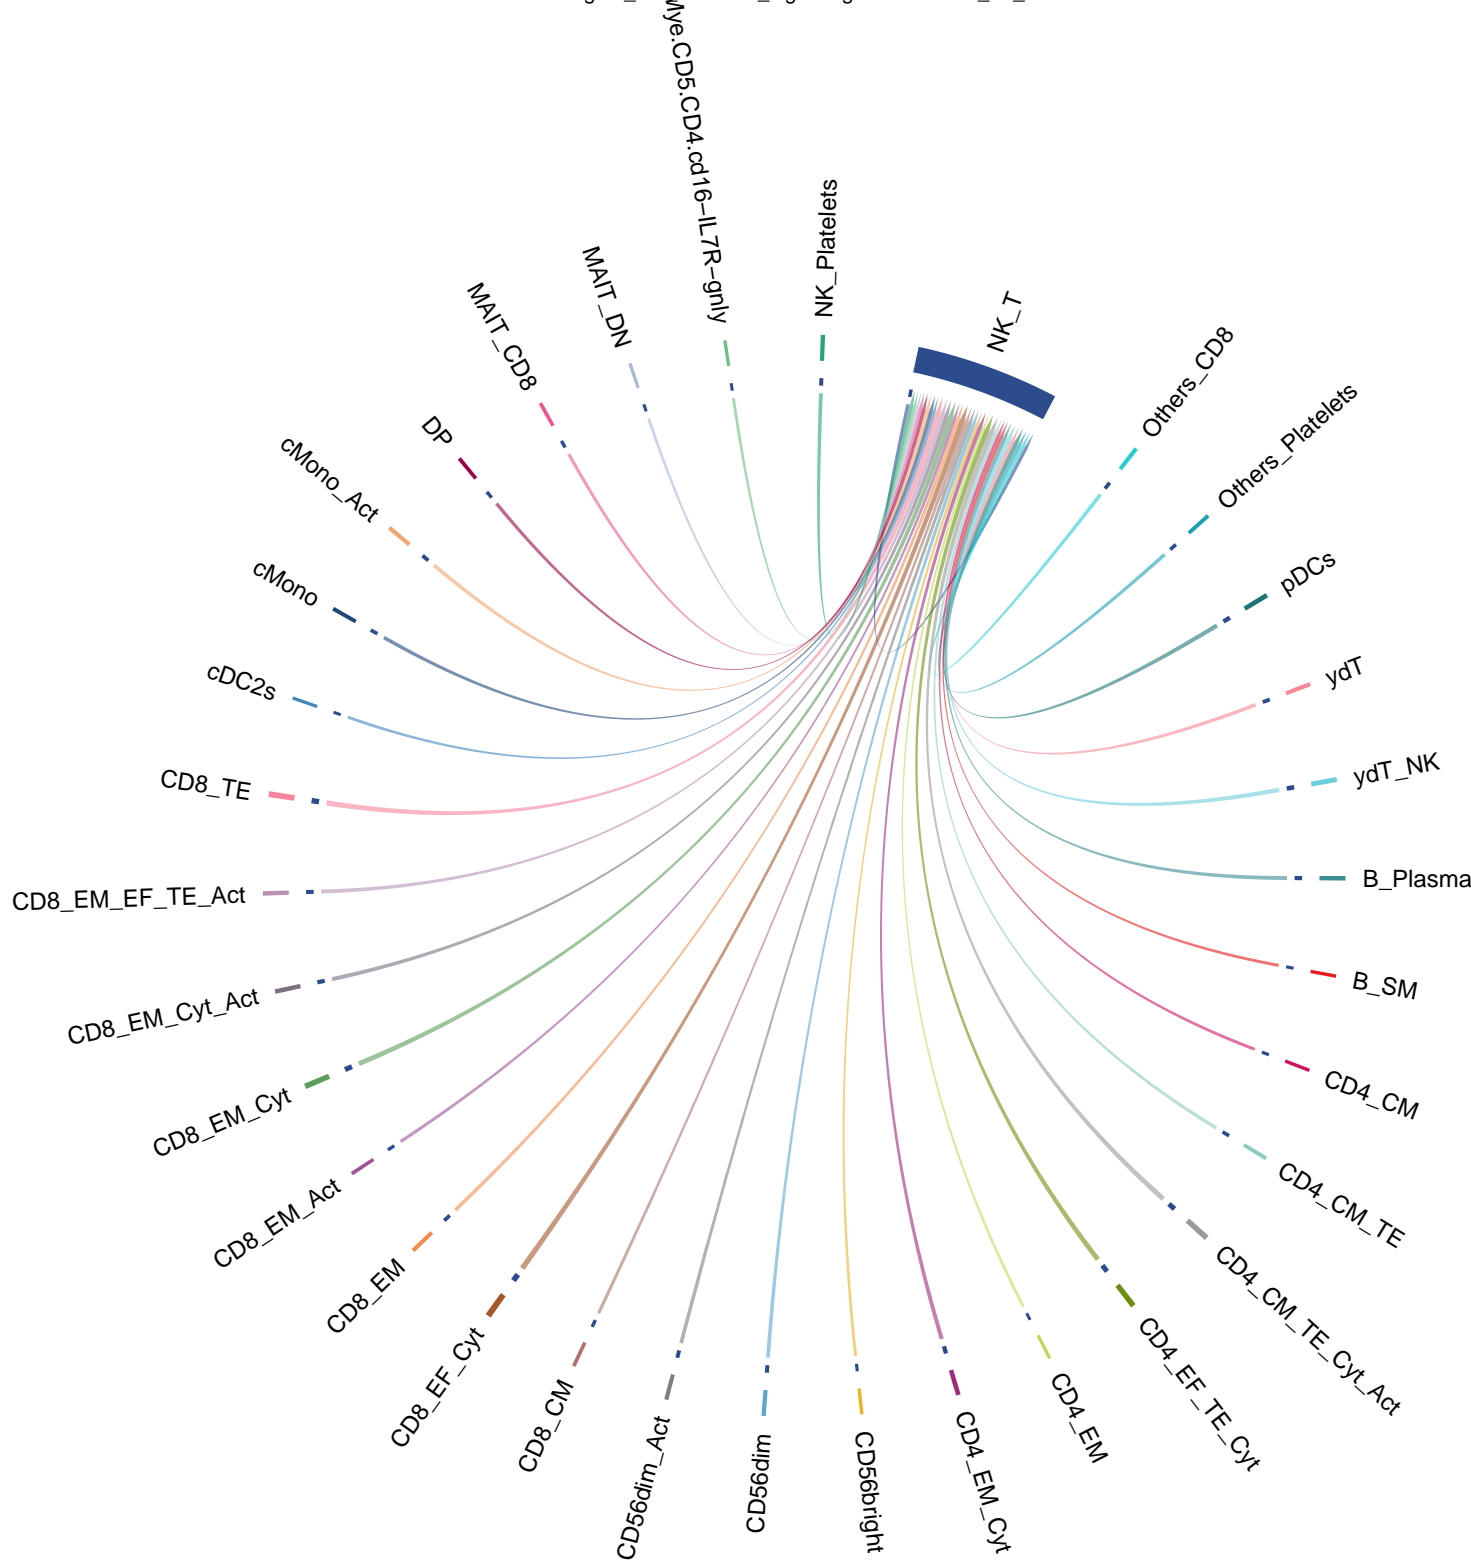 Mye.CD5.CD4.cd16−IL7R−gnly
NK_Platelets
NK_T
Others_CD8
Others_Platelets
pDCs
ydT
ydT_NK
B_Plasma
B_SM
CD4_CM
CD4_CM_TE
CD4_CM_TE_Cyt_Act
CD4_EF_TE_Cyt
CD4_EM
CD4_EM_Cyt
CD56bright
CD56dim
CD56dim_Act
CD8_CM
CD8_EF_Cyt
CD8_EM
CD8_EM_Act
CD8_EM_Cyt
CD8_EM_Cyt_Act
CD8_EM_EF_TE_Act
CD8_TE
cDC2s
cMono
cMono_Act
DP
MAIT_CD8
MAIT_DN